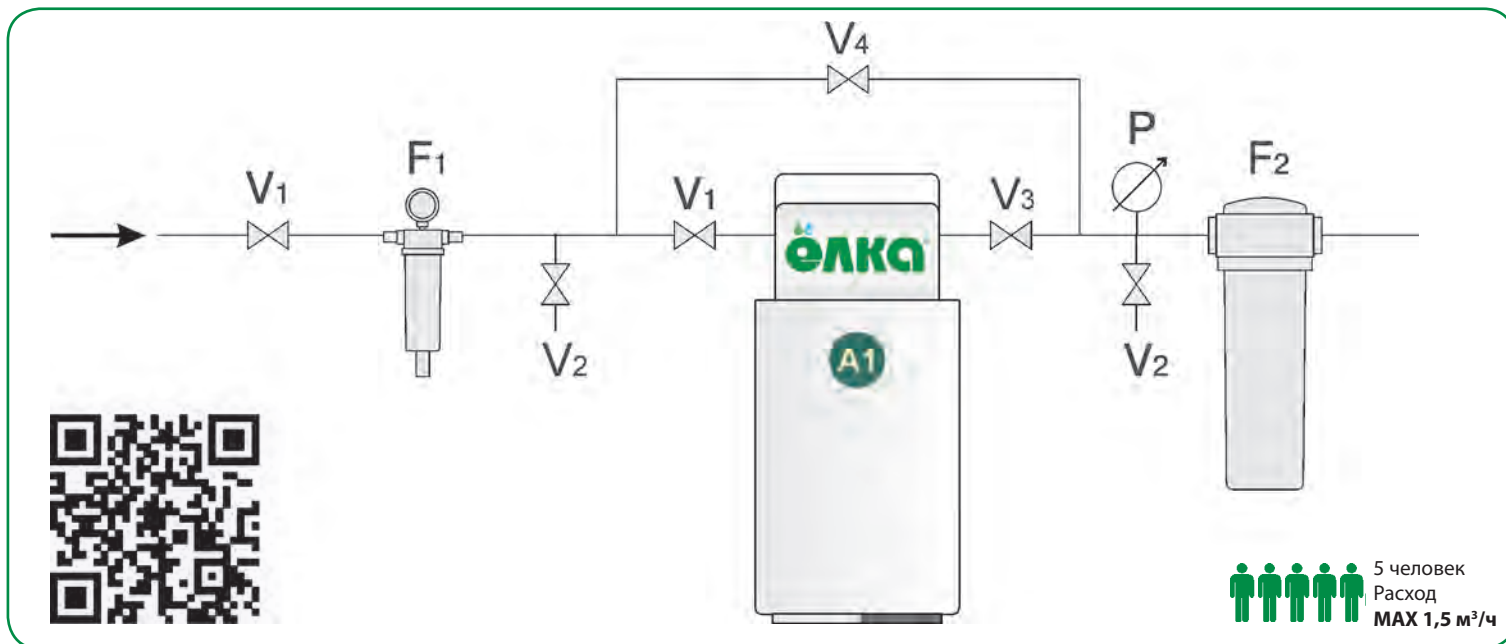 V4
P
F1
F2
V1
V1
V3
ёлка
V2
A1
V2
5 человек
Расход
MAX 1,5 м³/ч